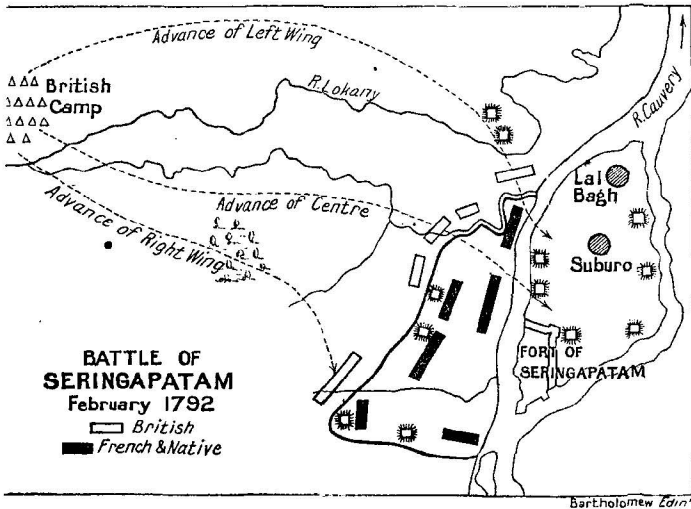 Advance of Left Wing
British
Camp
R. Lokany
R. Cauvery
Lal
Bagh
Advance of Centre
Advance of Right Wing
Suburo
FORT OF
SERINGAPATAM
BATTLE OF
SERINGAPATAM
February 1792
British
French & Native
Bartholomew Edinr